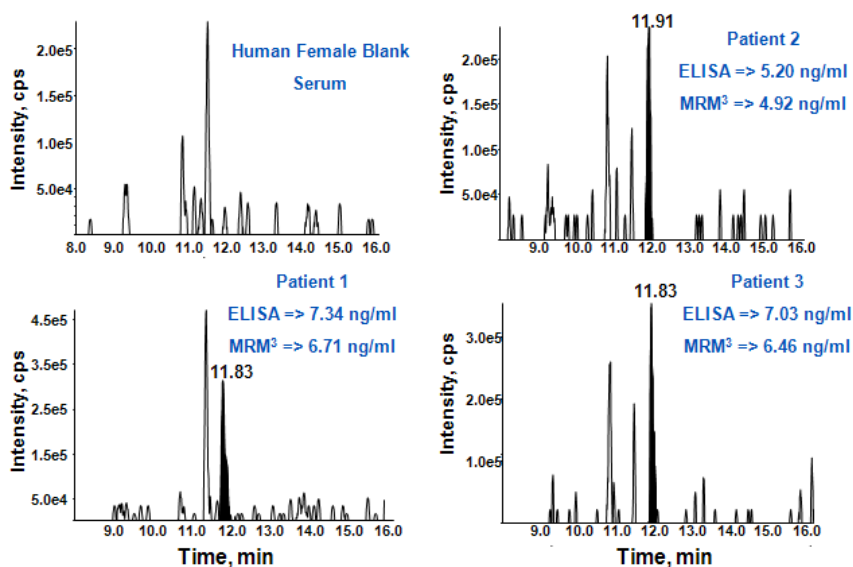 Human Female Blank
Serum
Intensity, cps
2.0e5
1.5e5
1.0e5
5.0e4
8.0 9.0 10.0 11.0 12.0 13.0 14.0 15.0 16.0
11.91
Patient 2
ELISA => 5.20 ng/ml
MRM³ => 4.92 ng/ml
Intensity, cps
2.0e5
1.5e5
1.0e5
5.0e4
9.0 10.0 11.0 12.0 13.0 14.0 15.0 16.0
Patient 1
ELISA => 7.34 ng/ml
MRM³ => 6.71 ng/ml
11.83
Intensity, cps
4.5e5
3.5e5
2.5e5
1.5e5
5.0e4
9.0 10.0 11.0 12.0 13.0 14.0 15.0 16.0
Time, min
Patient 3
11.83
ELISA => 7.03 ng/ml
MRM³ => 6.46 ng/ml
Intensity, cps
3.0e5
2.0e5
1.0e5
9.0 10.0 11.0 12.0 13.0 14.0 15.0 16.0
Time, min